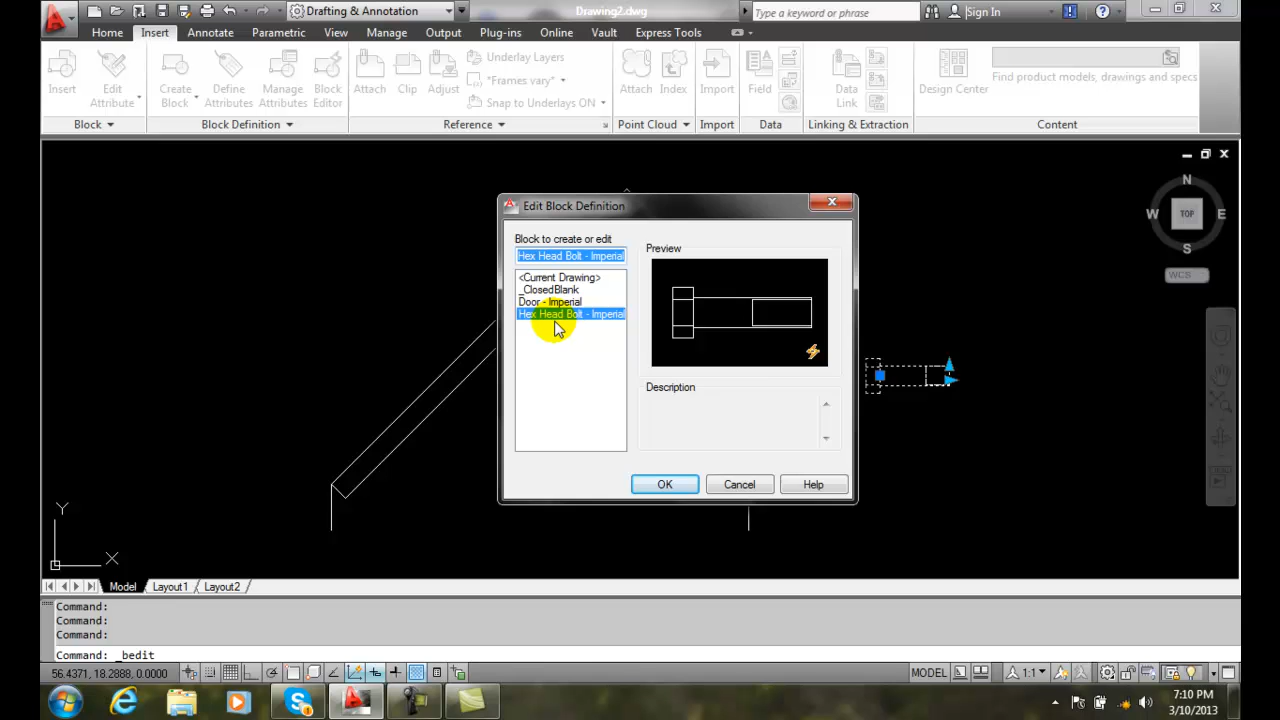 Drafting & Annotation
Drawing2.dwg
Type a keyword or phrase
Sign In
Home
Insert
Annotate
Parametric
View
Manage
Output
Plug-ins
Online
Vault
Express Tools
Insert
Edit
Attribute
Create
Block
Define
Attributes
Manage
Attributes
Block
Editor
Attach
Clip
Adjust
Underlay Layers
*Frames vary*
Snap to Underlays ON
Attach
Index
Import
Field
Data
Link
Design Center
Find product models, drawings and specs
Block
Block Definition
Reference
Point Cloud
Import
Data
Linking & Extraction
Content
Edit Block Definition
Block to create or edit
Hex Head Bolt - Imperial
<Current Drawing>
_ClosedBlank
Door - Imperial
Hex Head Bolt - Imperial
Preview
Description
OK
Cancel
Help
N
W
TOP
E
S
WCS
Y
X
Model
Layout1
Layout2
Command:
Command:
Command:
Command: _bedit
56.4371, 18.2888, 0.0000
MODEL
1:1
7:10 PM
3/10/2013